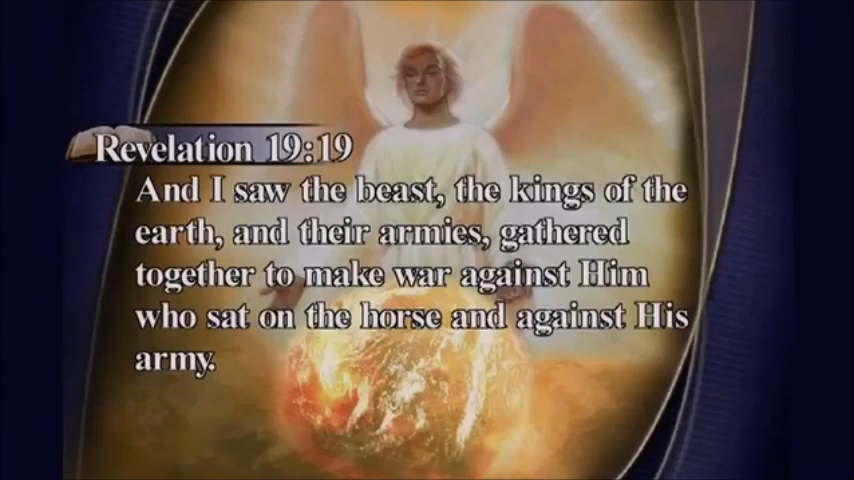 Revelation 19:19
And I saw the beast, the kings of the
earth, and their armies, gathered
together to make war against Him
who sat on the horse and against His
army.